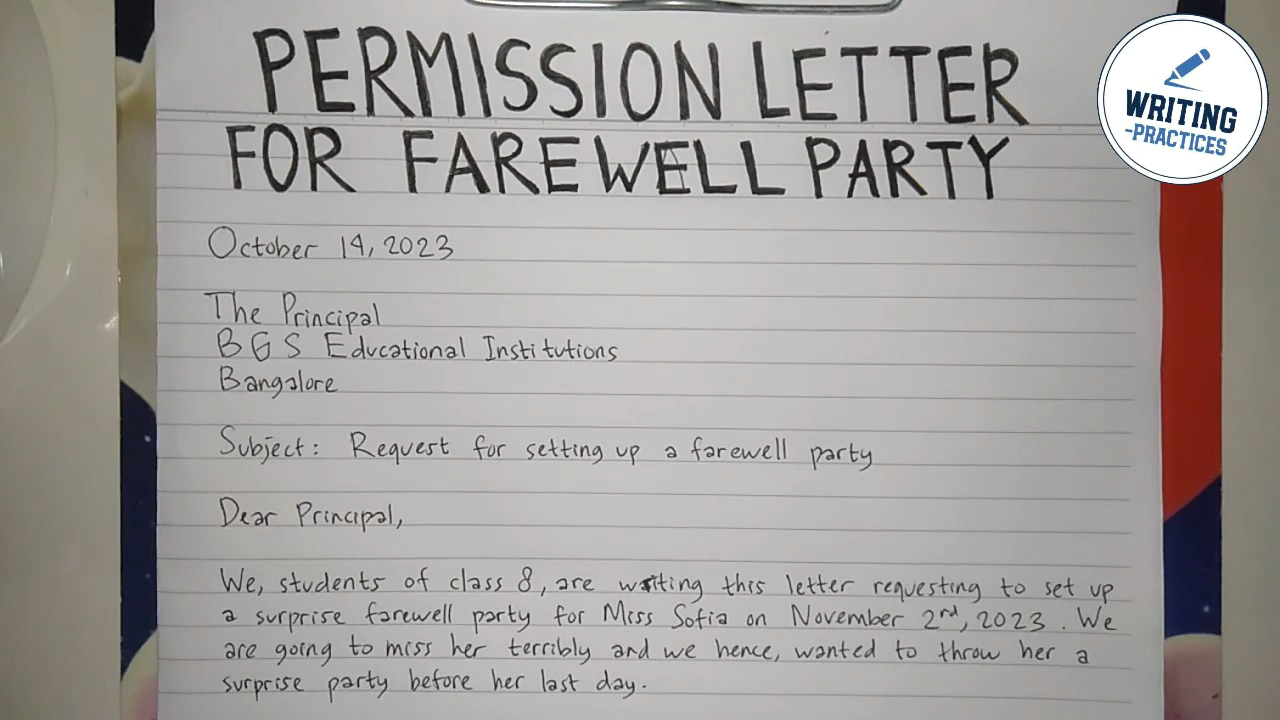 PERMISSION LETTER
FOR FAREWELL PARTY
WRITING
-PRACTICES
October 14, 2023
The Principal
BGS Educational Institutions
Bangalore
Subject: Request for setting up a farewell party
Dear Principal,
We, students of class 8, are writing this letter requesting to set up
a surprise farewell party for Miss Sofia on November 2rd, 2023. We
are going to miss her terribly and we hence, wanted to throw her a
surprise party before her last day.